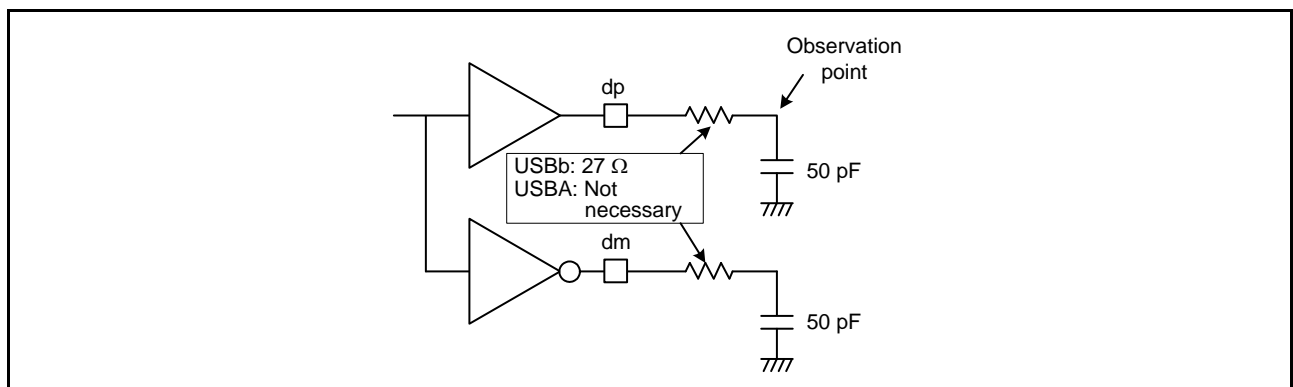 Observation
point
dp
USBb: 27 Ω
USBA: Not
necessary
50 pF
dm
50 pF